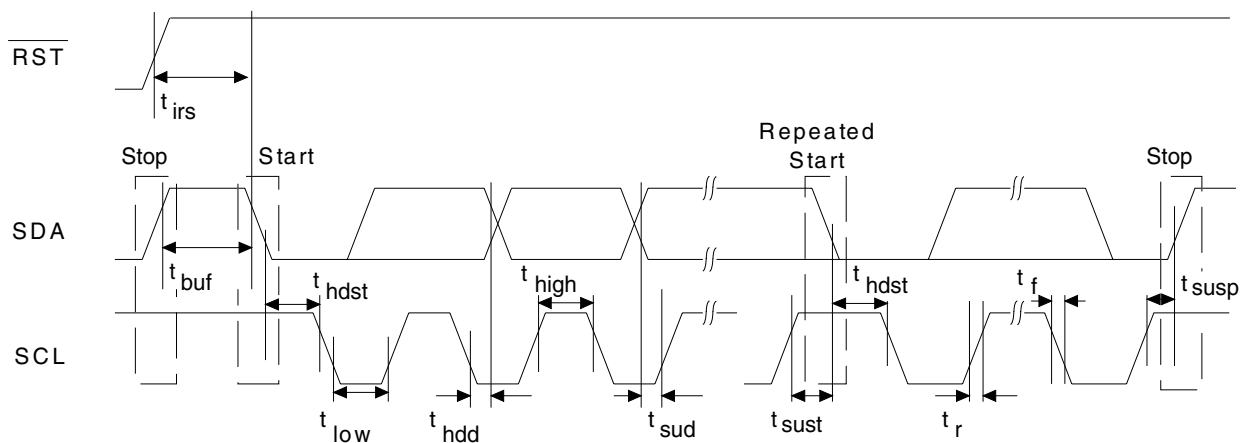 RST
t irs
Repeated
Stop
Start
Start
Stop
SDA
t buf
t hdst
t high
t hdst
t f
t susp
SCL
t low
t hdd
t sud
t sust
t r